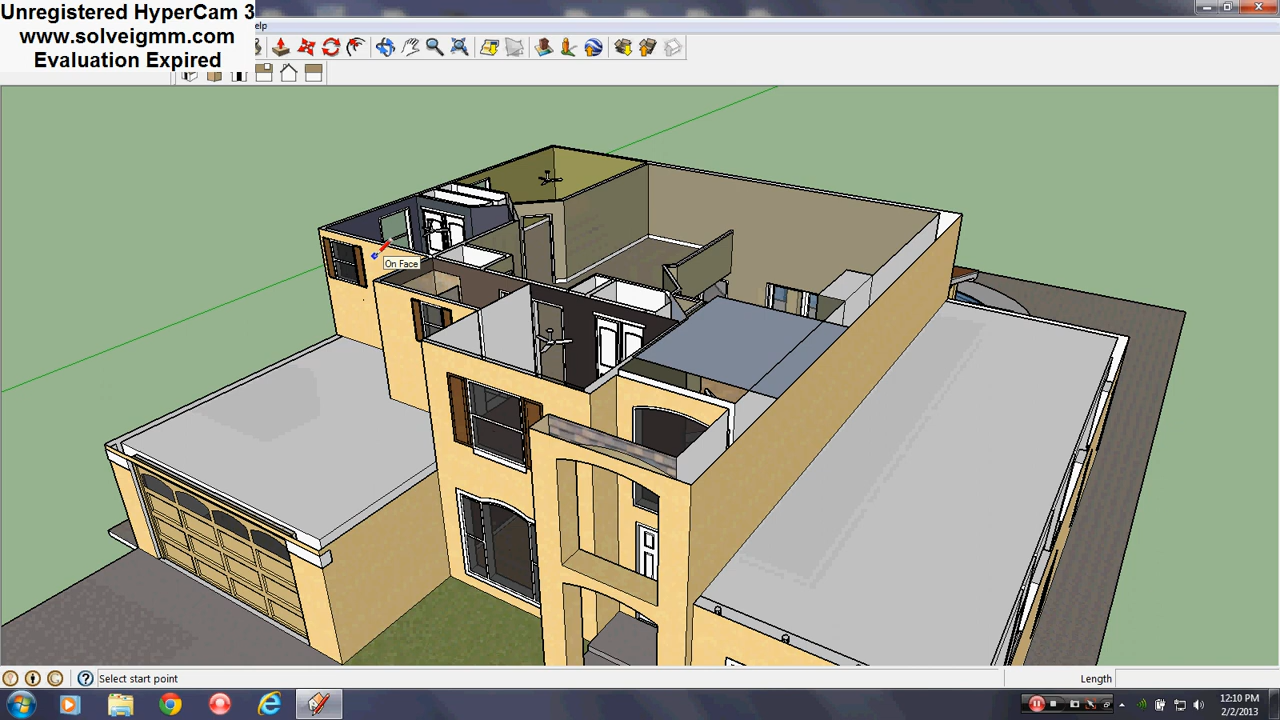 Unregistered HyperCam 3
www.solveigmm.com
Evaluation Expired
elp
On Face
Select start point
Length
12:10 PM
2/2/2013